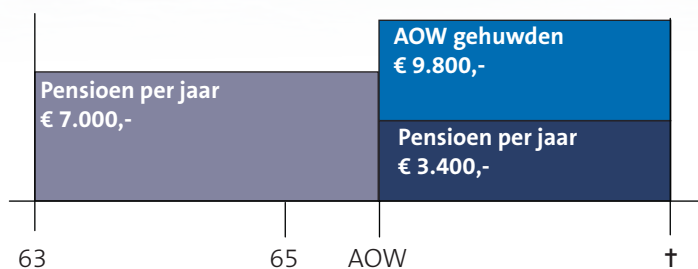 AOW gehuwden
€ 9.800,-
Pensioen per jaar
€ 7.000,-
Pensioen per jaar
€ 3.400,-
63 65 AOW †